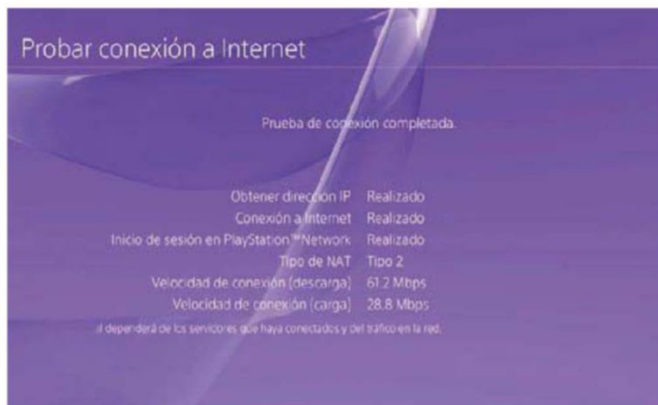 Probar conexión a Internet
Prueba de conexión completada.
Obtener dirección IP Realizado
Conexión a Internet Realizado
Inicio de sesión en PlayStation™Network Realizado
Tipo de NAT Tipo 2
Velocidad de conexión (descarga) 61.2 Mbps
Velocidad de conexión (carga) 28.8 Mbps
dependerá de los servidores que haya conectados y del tráfico en la red.